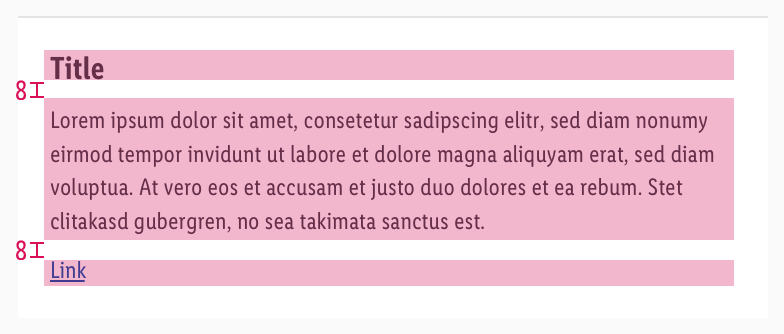 Title
8
Lorem ipsum dolor sit amet, consetetur sadipscing elitr, sed diam nonumy
eirmod tempor invidunt ut labore et dolore magna aliquyam erat, sed diam
voluptua. At vero eos et accusam et justo duo dolores et ea rebum. Stet
clitakasd gubergren, no sea takimata sanctus est.
8
Link